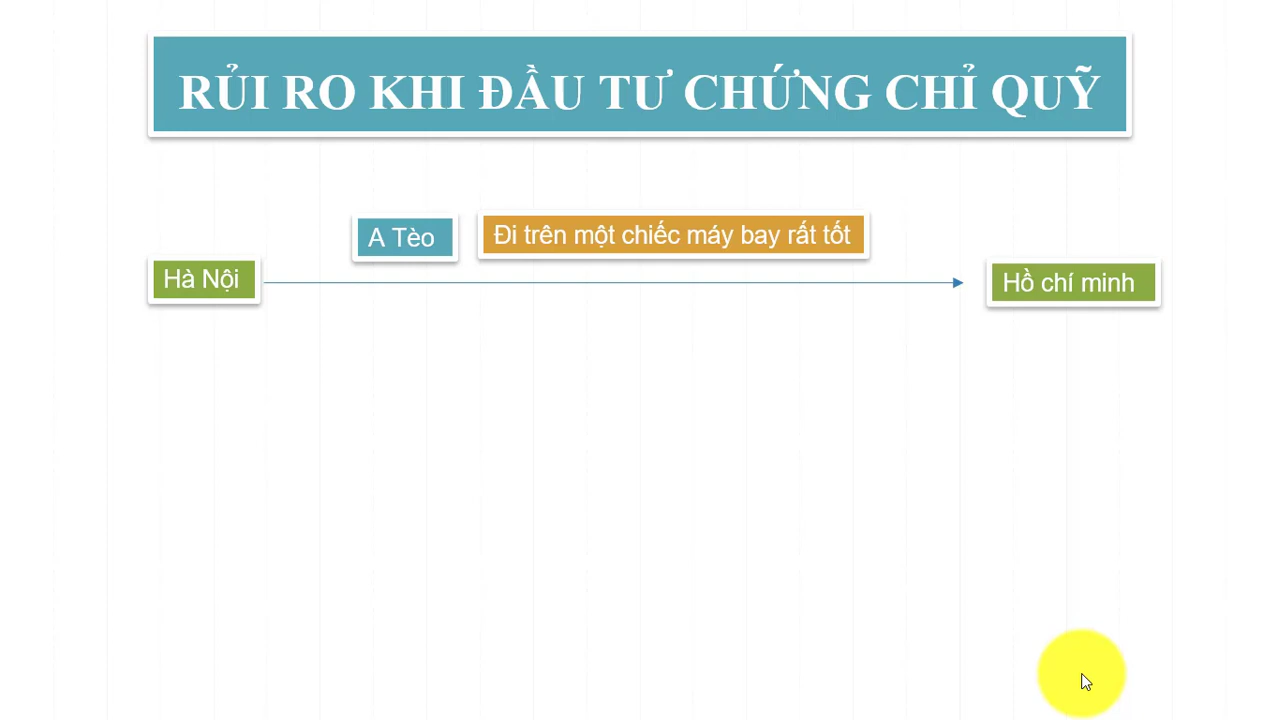 RỦI RO KHI ĐẦU TƯ CHỨNG CHỈ QUỸ
A Tèo
Đi trên một chiếc máy bay rất tốt
Hà Nội
Hồ chí minh